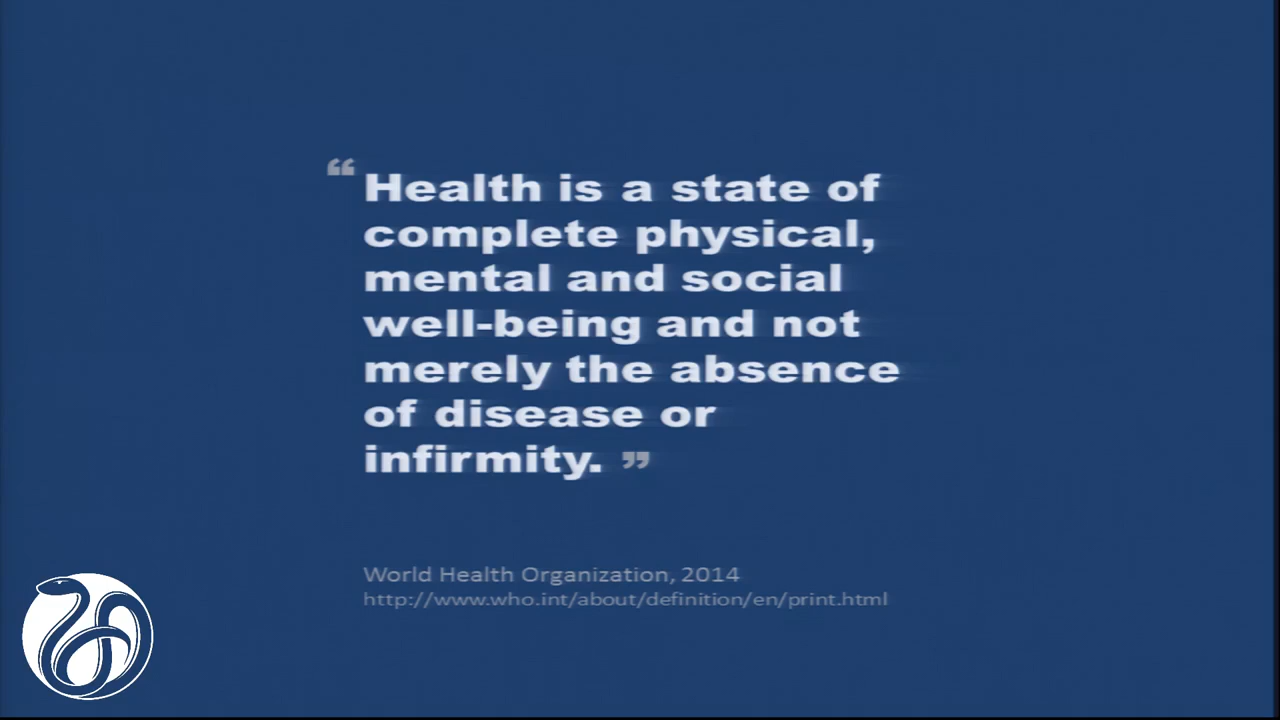 “Health is a state of
complete physical,
mental and social
well-being and not
merely the absence
of disease or
infirmity. ”
World Health Organization, 2014
http://www.who.int/about/definition/en/print.html